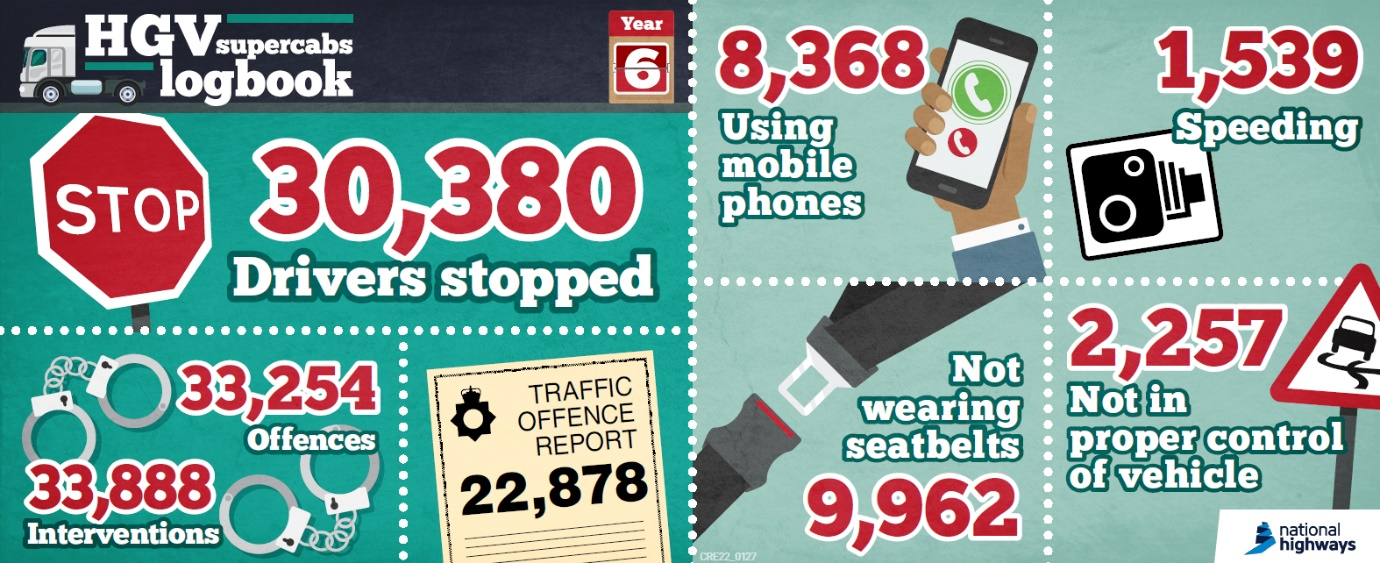 HGV supercabs
logbook
Year
6
STOP
30,380
Drivers stopped
33,254
Offences
33,888
Interventions
TRAFFIC
OFFENCE
REPORT
22,878
8,368
Using
mobile
phones
1,539
Speeding
Not
wearing
seatbelts
9,962
2,257
Not in
proper control
of vehicle
CRE22_0127
national
highways